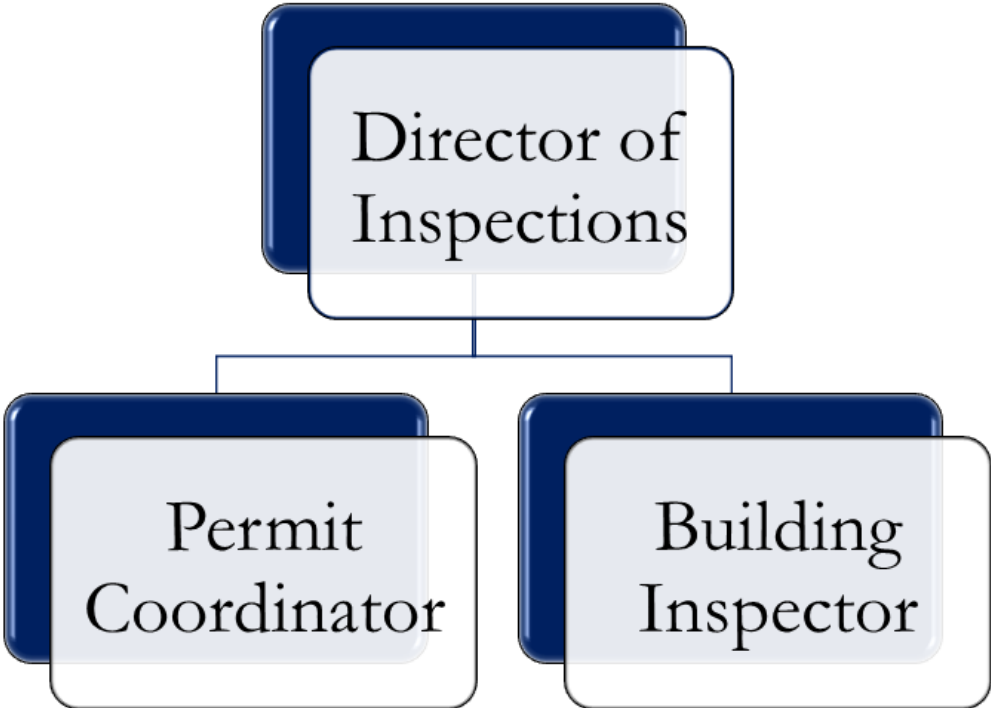 Director of
Inspections
Permit
Coordinator
Building
Inspector